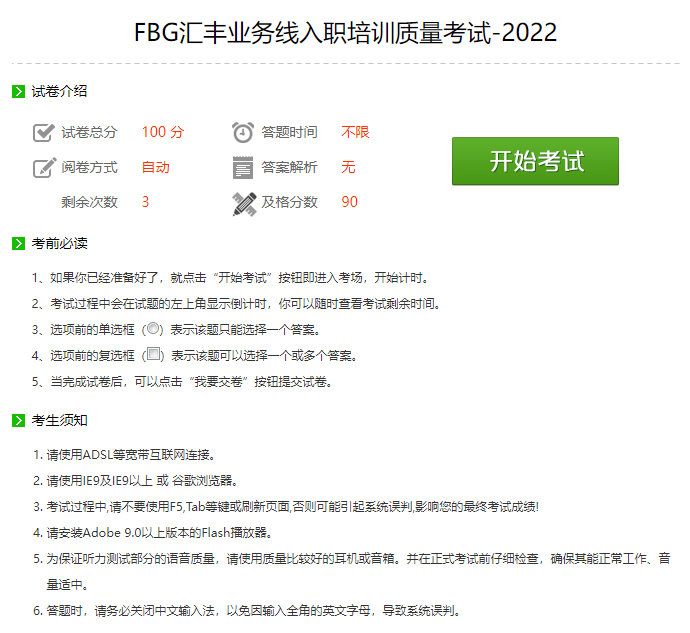 FBG汇丰业务线入职培训质量考试-2022
试卷介绍
试卷总分 100 分 答题时间 不限
开始考试
阅卷方式 自动 答案解析 无
剩余次数 3 及格分数 90
考前必读
1、如果你已经准备好了，就点击“开始考试”按钮即进入考场，开始计时。
2、考试过程中会在试题的左上角显示倒计时，你可以随时查看考试剩余时间。
3、选项前的单选框（）表示该题只能选择一个答案。
4、选项前的复选框（）表示该题可以选择一个或多个答案。
5、当完成试卷后，可以点击“我要交卷”按钮提交试卷。
考生须知
1. 请使用ADSL等宽带互联网连接。
2. 请使用IE9及IE9以上 或 谷歌浏览器。
3. 考试过程中,请不要使用F5,Tab等键或刷新页面,否则可能引起系统误判,影响您的最终考试成绩!
4. 请安装Adobe 9.0以上版本的Flash播放器。
5. 为保证听力测试部分的语音质量，请使用质量比较好的耳机或音箱。并在正式考试前仔细检查，确保其能正常工作、音
量适中。
6. 答题时，请务必关闭中文输入法，以免因输入全角的英文字母，导致系统误判。